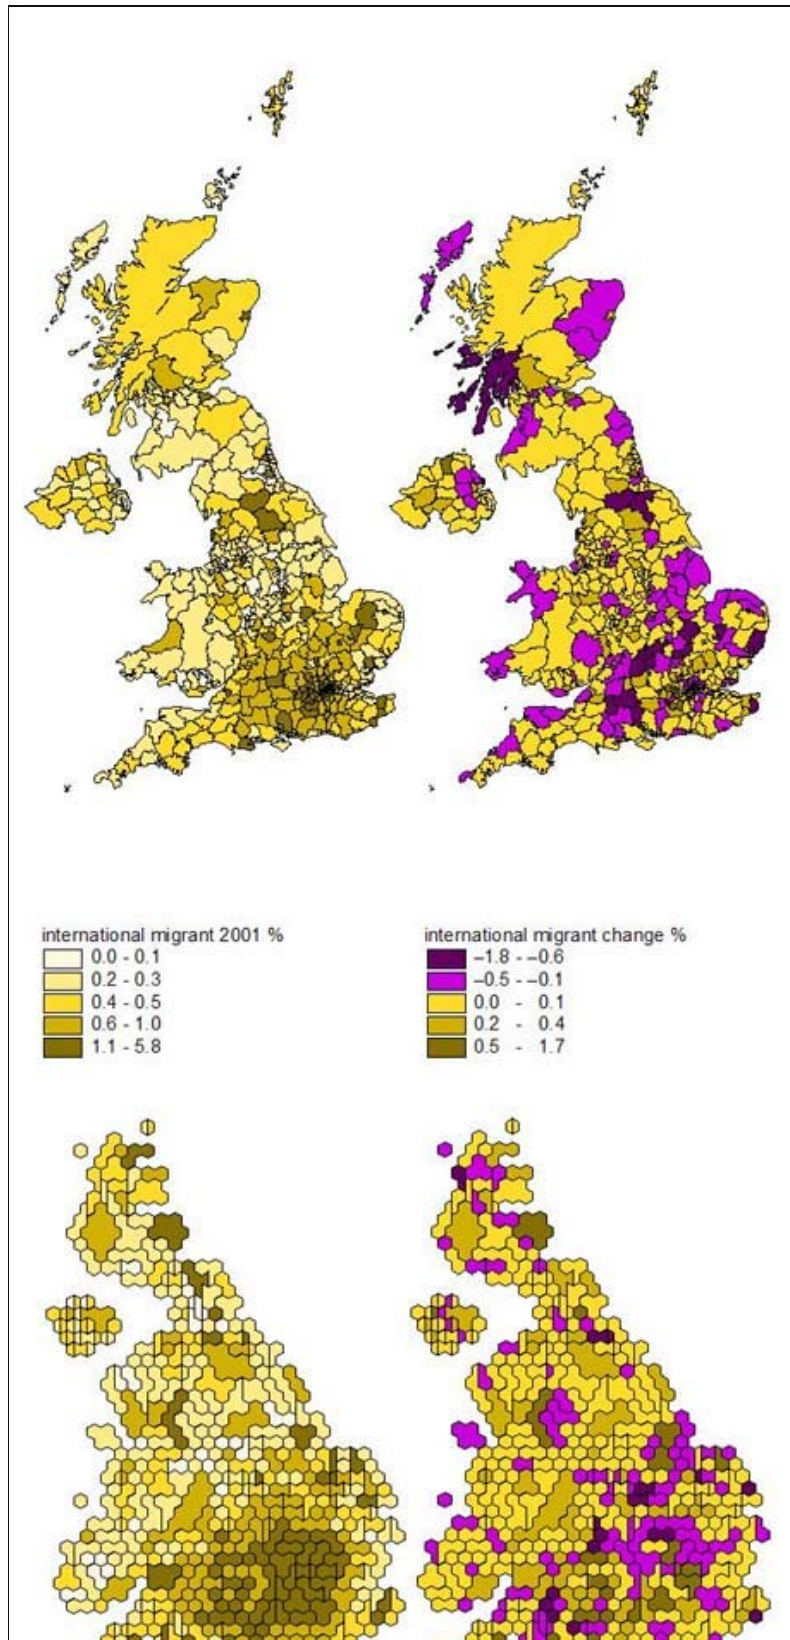 international migrant 2001 %
0.0 - 0.1
0.2 - 0.3
0.4 - 0.5
0.6 - 1.0
1.1 - 5.8
international migrant change %
–1.8 - –0.6
–0.5 - –0.1
0.0 - 0.1
0.2 - 0.4
0.5 - 1.7